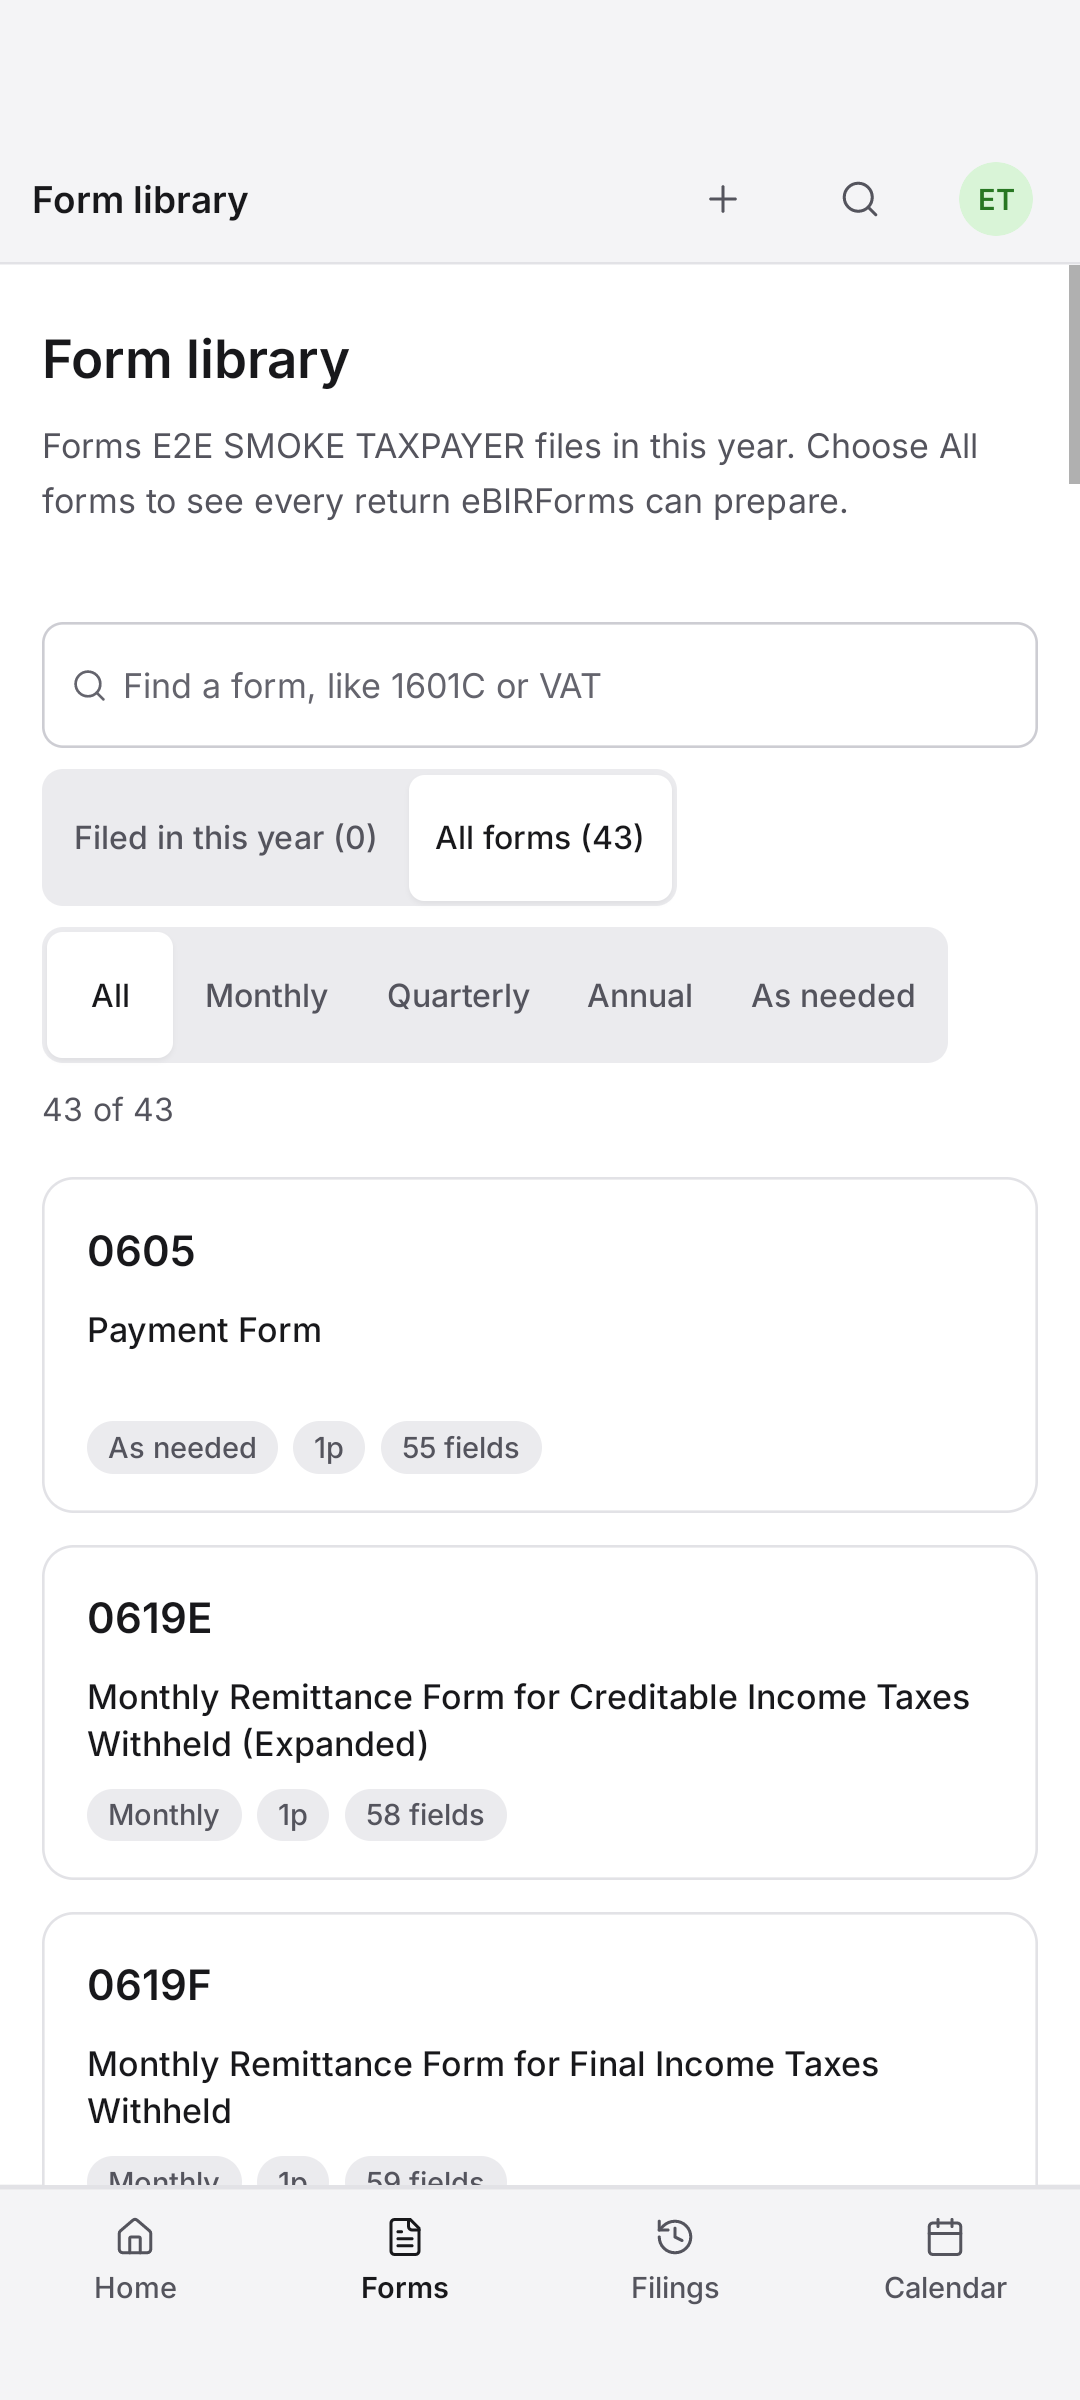 Form library
ET
Form library
Forms E2E SMOKE TAXPAYER files in this year. Choose All
forms to see every return eBIRForms can prepare.
Find a form, like 1601C or VAT
Filed in this year (0) All forms (43)
All Monthly Quarterly Annual As needed
43 of 43
0605
Payment Form
As needed 1p 55 fields
0619E
Monthly Remittance Form for Creditable Income Taxes
Withheld (Expanded)
Monthly 1p 58 fields
0619F
Monthly Remittance Form for Final Income Taxes
Withheld
Monthly 1p 59 fields
Home Forms Filings Calendar